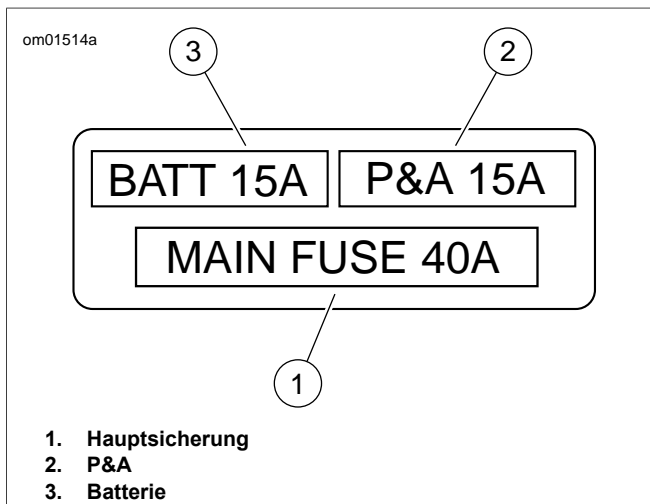 om01514a
3
2
BATT 15A
P&A 15A
MAIN FUSE 40A
1
1. Hauptsicherung
2. P&A
3. Batterie